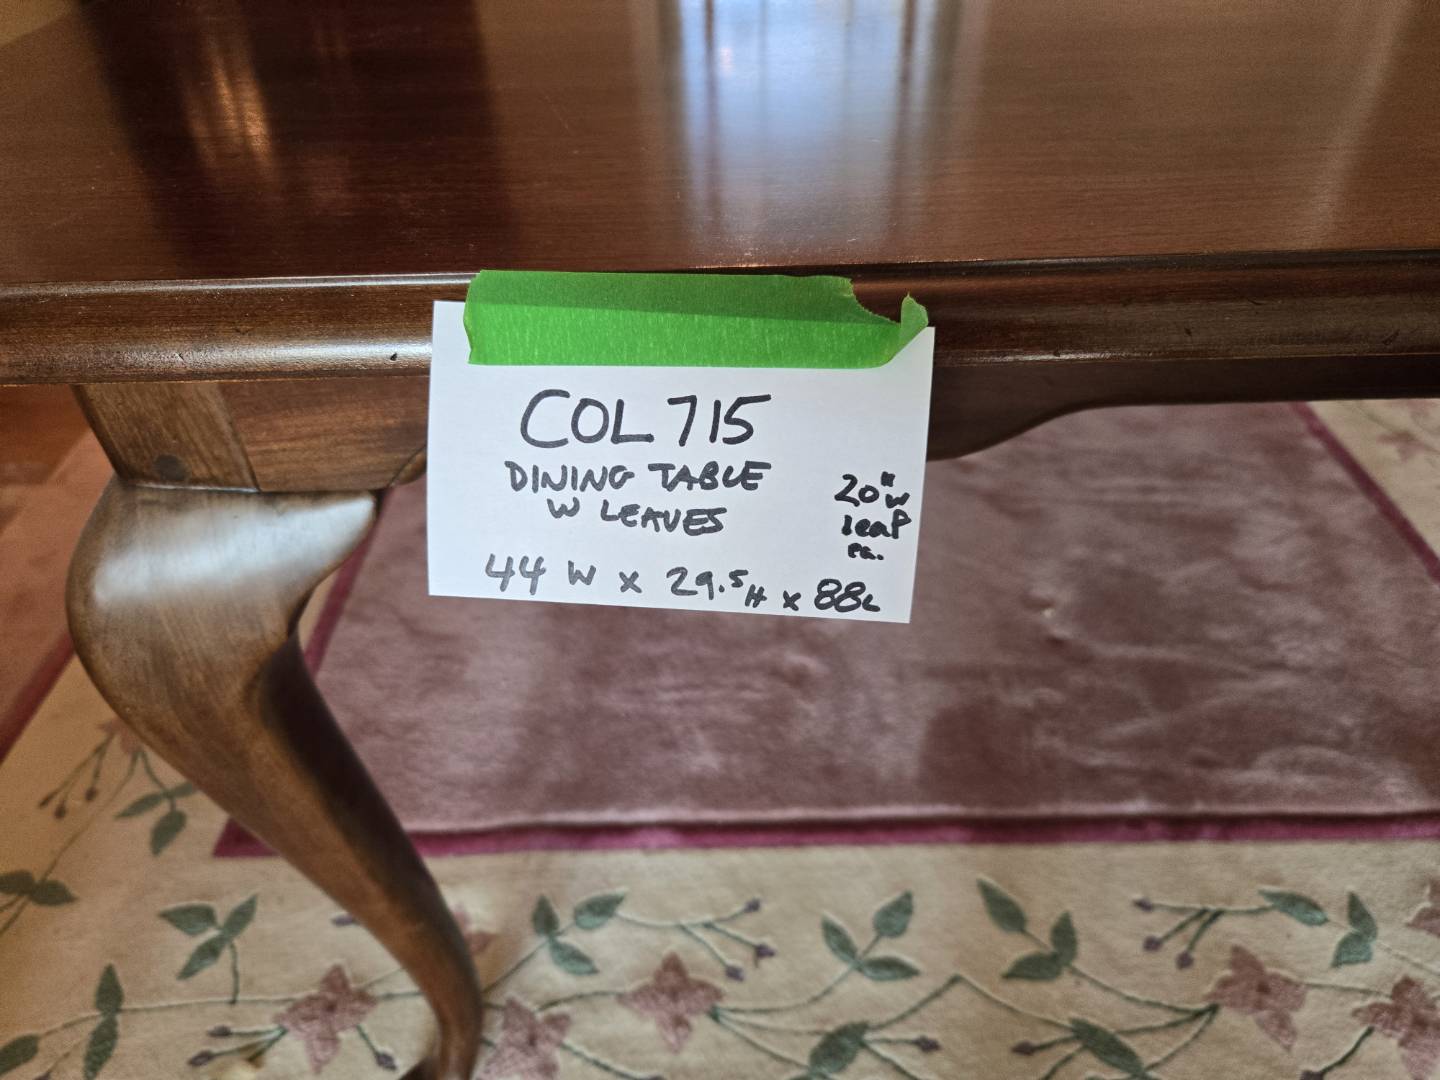 COL 715
DINING TABLE
W LEAVES
20" W
leaf
ea.
44 W x 29.5 H x 88 L